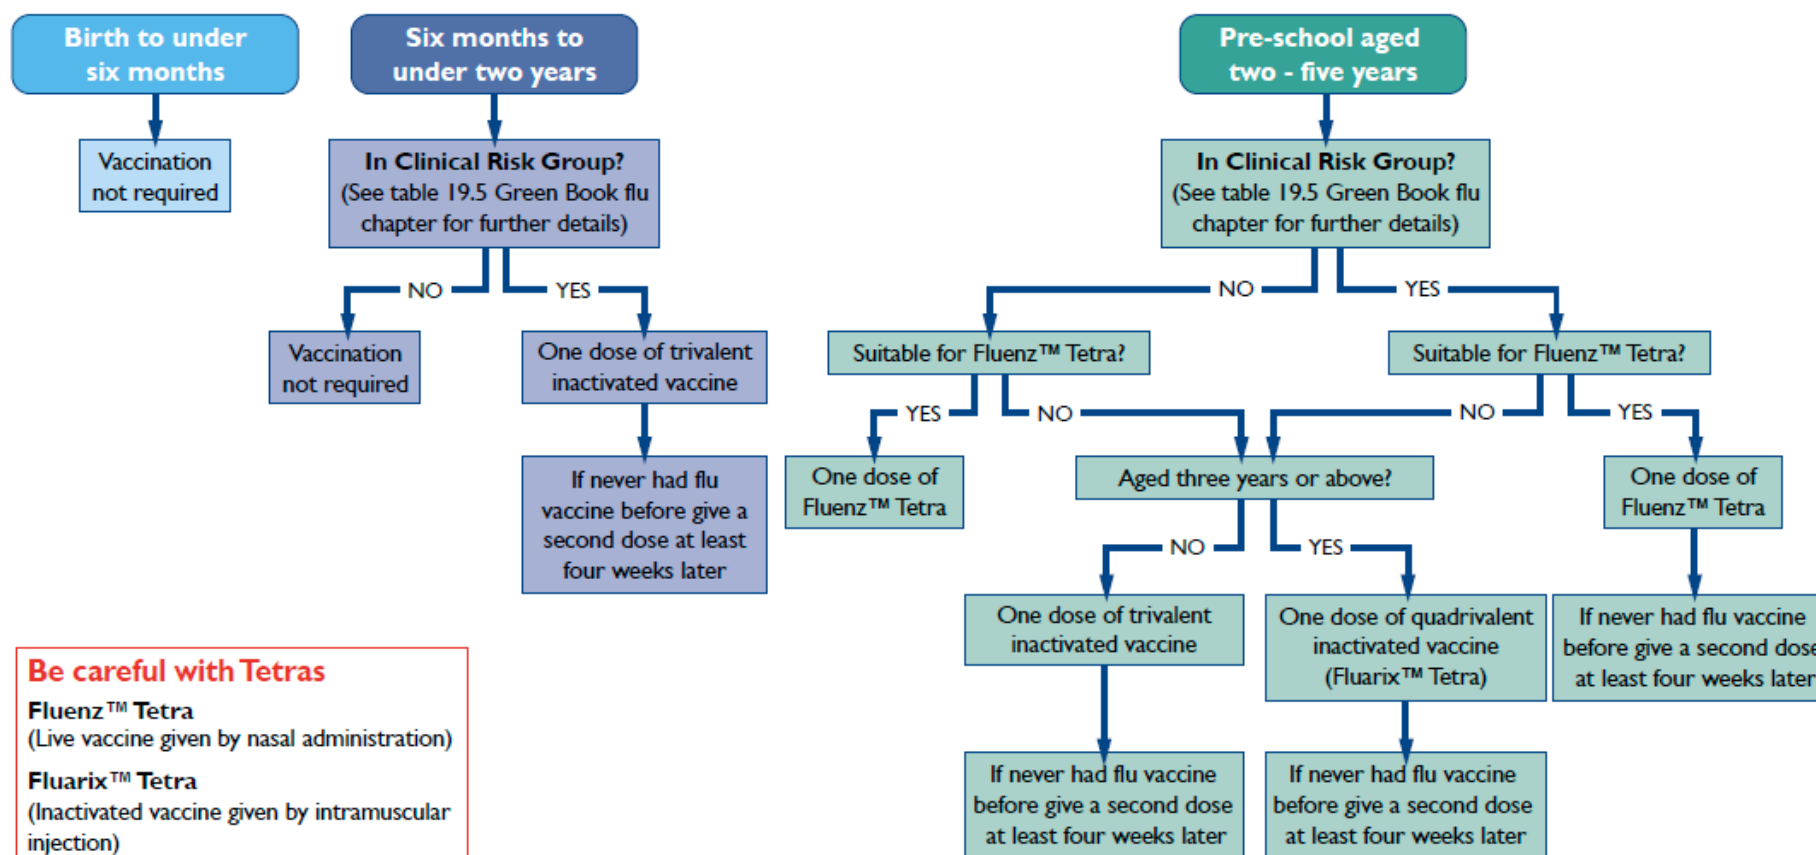 Birth to under
six months
Vaccination
not required
Six months to
under two years
In Clinical Risk Group?
(See table 19.5 Green Book flu
chapter for further details)
NO
YES
Vaccination
not required
One dose of trivalent
inactivated vaccine
If never had flu
vaccine before give a
second dose at least
four weeks later
Pre-school aged
two - five years
In Clinical Risk Group?
(See table 19.5 Green Book flu
chapter for further details)
NO
YES
Suitable for Fluenz™ Tetra?
Suitable for Fluenz™ Tetra?
YES
NO
NO
YES
One dose of
Fluenz™ Tetra
Aged three years or above?
One dose of
Fluenz™ Tetra
NO
YES
One dose of trivalent
inactivated vaccine
One dose of quadrivalent
inactivated vaccine
(Fluarix™ Tetra)
If never had flu vaccine
before give a second dose
at least four weeks later
If never had flu vaccine
before give a second dose
at least four weeks later
If never had flu vaccine
before give a second dose
at least four weeks later
Be careful with Tetras
Fluenz™ Tetra
(Live vaccine given by nasal administration)
Fluarix™ Tetra
(Inactivated vaccine given by intramuscular
injection)